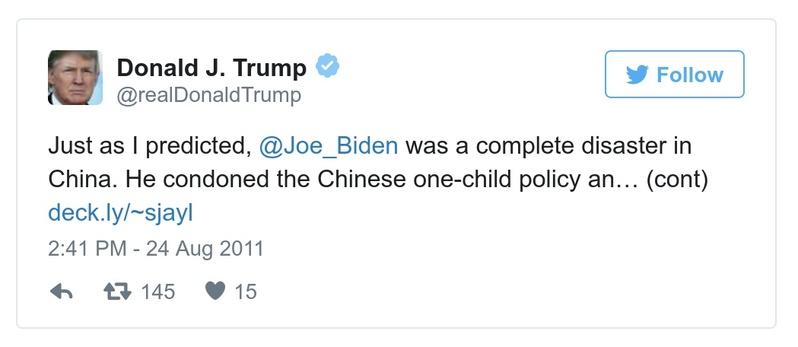 Donald J. Trump
@realDonaldTrump
Follow
Just as I predicted, @Joe_Biden was a complete disaster in
China. He condoned the Chinese one-child policy an… (cont)
deck.ly/~sjayl
2:41 PM - 24 Aug 2011
145 15